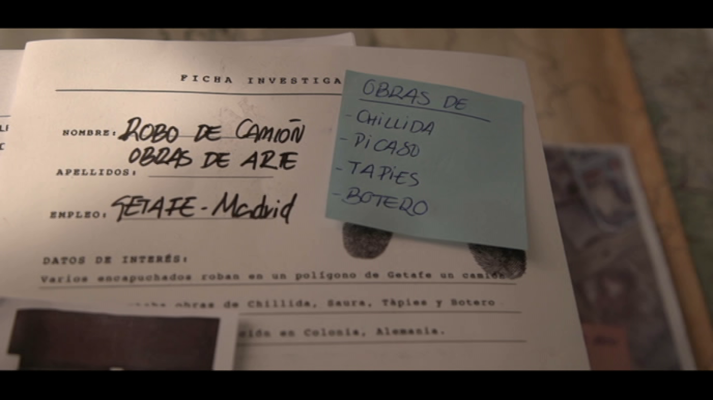 FICHA INVESTIGA
NOMBRE: ROBO DE CAMIÓN
OBRAS DE ARTE
APELLIDOS:
EMPLEO: GETAFE - Madrid
DATOS DE INTERÉS:
Varios encapuchados roban en un polígono de Getafe un camión
obras de Chillida, Saura, Tàpies y Botero
en Colonia, Alemania.
OBRAS DE
- CHILLIDA
- PICASO
- TAPIES
- BOTERO